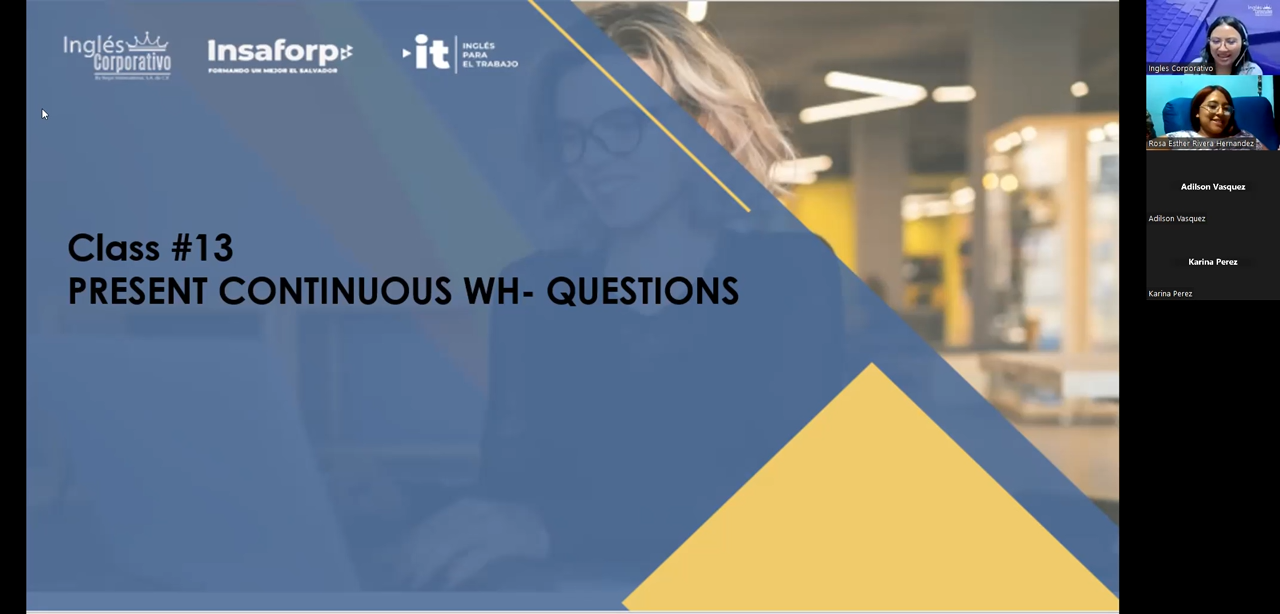 Inglés
Corporativo
Insaforp
FORMANDO UN MEJOR EL SALVADOR
it
INGLÉS
PARA
EL TRABAJO
Class #13
PRESENT CONTINUOUS WH- QUESTIONS
Ingles Corporativo
Rosa Esther Rivera Hernandez
Adilson Vasquez
Adilson Vasquez
Karina Perez
Karina Perez